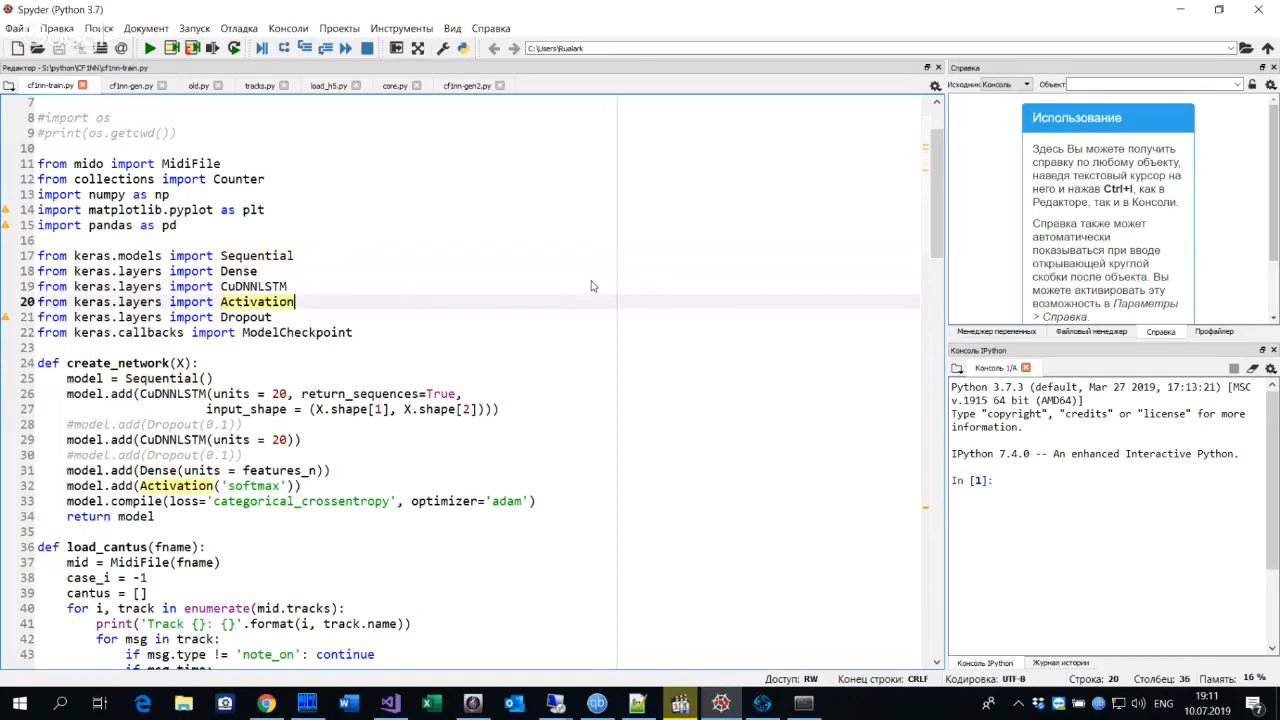 Spyder (Python 3.7)
Файл Правка Поиск Документ Запуск Отладка Консоли Проекты Инструменты Вид Справка
C:\Users\Rualark
Редактор - S:\python\CF1NN\cf1nn-train.py
Справка
cf1nn-train.py cf1nn-gen.py old.py tracks.py load_h5.py core.py cf1nn-gen2.py
Исходник Консоль Объект
7
8 #import os
9 #print(os.getcwd())
10
11 from mido import MidiFile
12 from collections import Counter
13 import numpy as np
14 import matplotlib.pyplot as plt
15 import pandas as pd
16
17 from keras.models import Sequential
18 from keras.layers import Dense
19 from keras.layers import CuDNNLSTM
20 from keras.layers import Activation
21 from keras.layers import Dropout
22 from keras.callbacks import ModelCheckpoint
23
24 def create_network(X):
25 model = Sequential()
26 model.add(CuDNNLSTM(units = 20, return_sequences=True,
27 input_shape = (X.shape[1], X.shape[2])))
28 #model.add(Dropout(0.1))
29 model.add(CuDNNLSTM(units = 20))
30 #model.add(Dropout(0.1))
31 model.add(Dense(units = features_n))
32 model.add(Activation('softmax'))
33 model.compile(loss='categorical_crossentropy', optimizer='adam')
34 return model
35
36 def load_cantus(fname):
37 mid = MidiFile(fname)
38 case_i = -1
39 cantus = []
40 for i, track in enumerate(mid.tracks):
41 print('Track {}: {}'.format(i, track.name))
42 for msg in track:
43 if msg.type != 'note_on': continue
if msg.time:
Использование
Здесь Вы можете получить
справку по любому объекту,
наведя текстовый курсор на
него и нажав Ctrl+I, как в
Редакторе, так и в Консоли.
Справка также может
автоматически
показываться при вводе
открывающей круглой
скобки после объекта. Вы
можете активировать эту
возможность в Параметры
> Справка.
Менеджер переменных Файловый менеджер Справка Профайлер
Консоль IPython
Консоль 1/A
Python 3.7.3 (default, Mar 27 2019, 17:13:21) [MSC
v.1915 64 bit (AMD64)]
Type "copyright", "credits" or "license" for more
information.
IPython 7.4.0 -- An enhanced Interactive Python.
In [1]:
Консоль IPython Журнал истории
Доступ: RW Конец строки: CRLF Кодировка: UTF-8 Строка: 20 Столбец: 36 Память: 16 %
ENG
19:11
10.07.2019
7